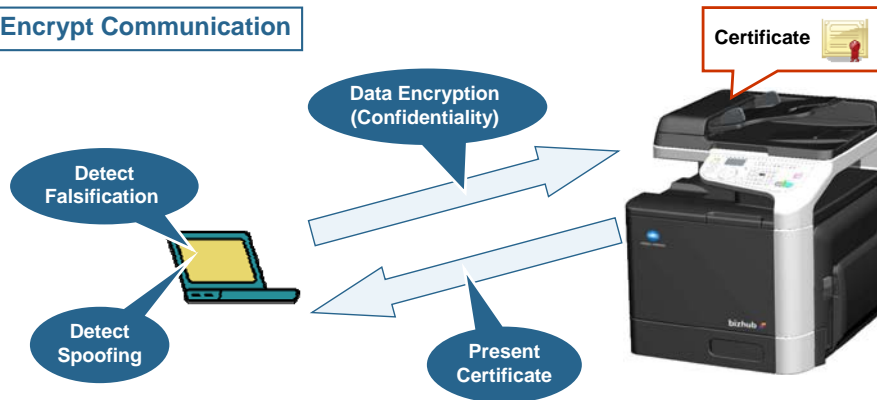 Encrypt Communication
Certificate
Data Encryption
(Confidentiality)
Detect
Falsification
Detect
Spoofing
Present
Certificate
bizhub